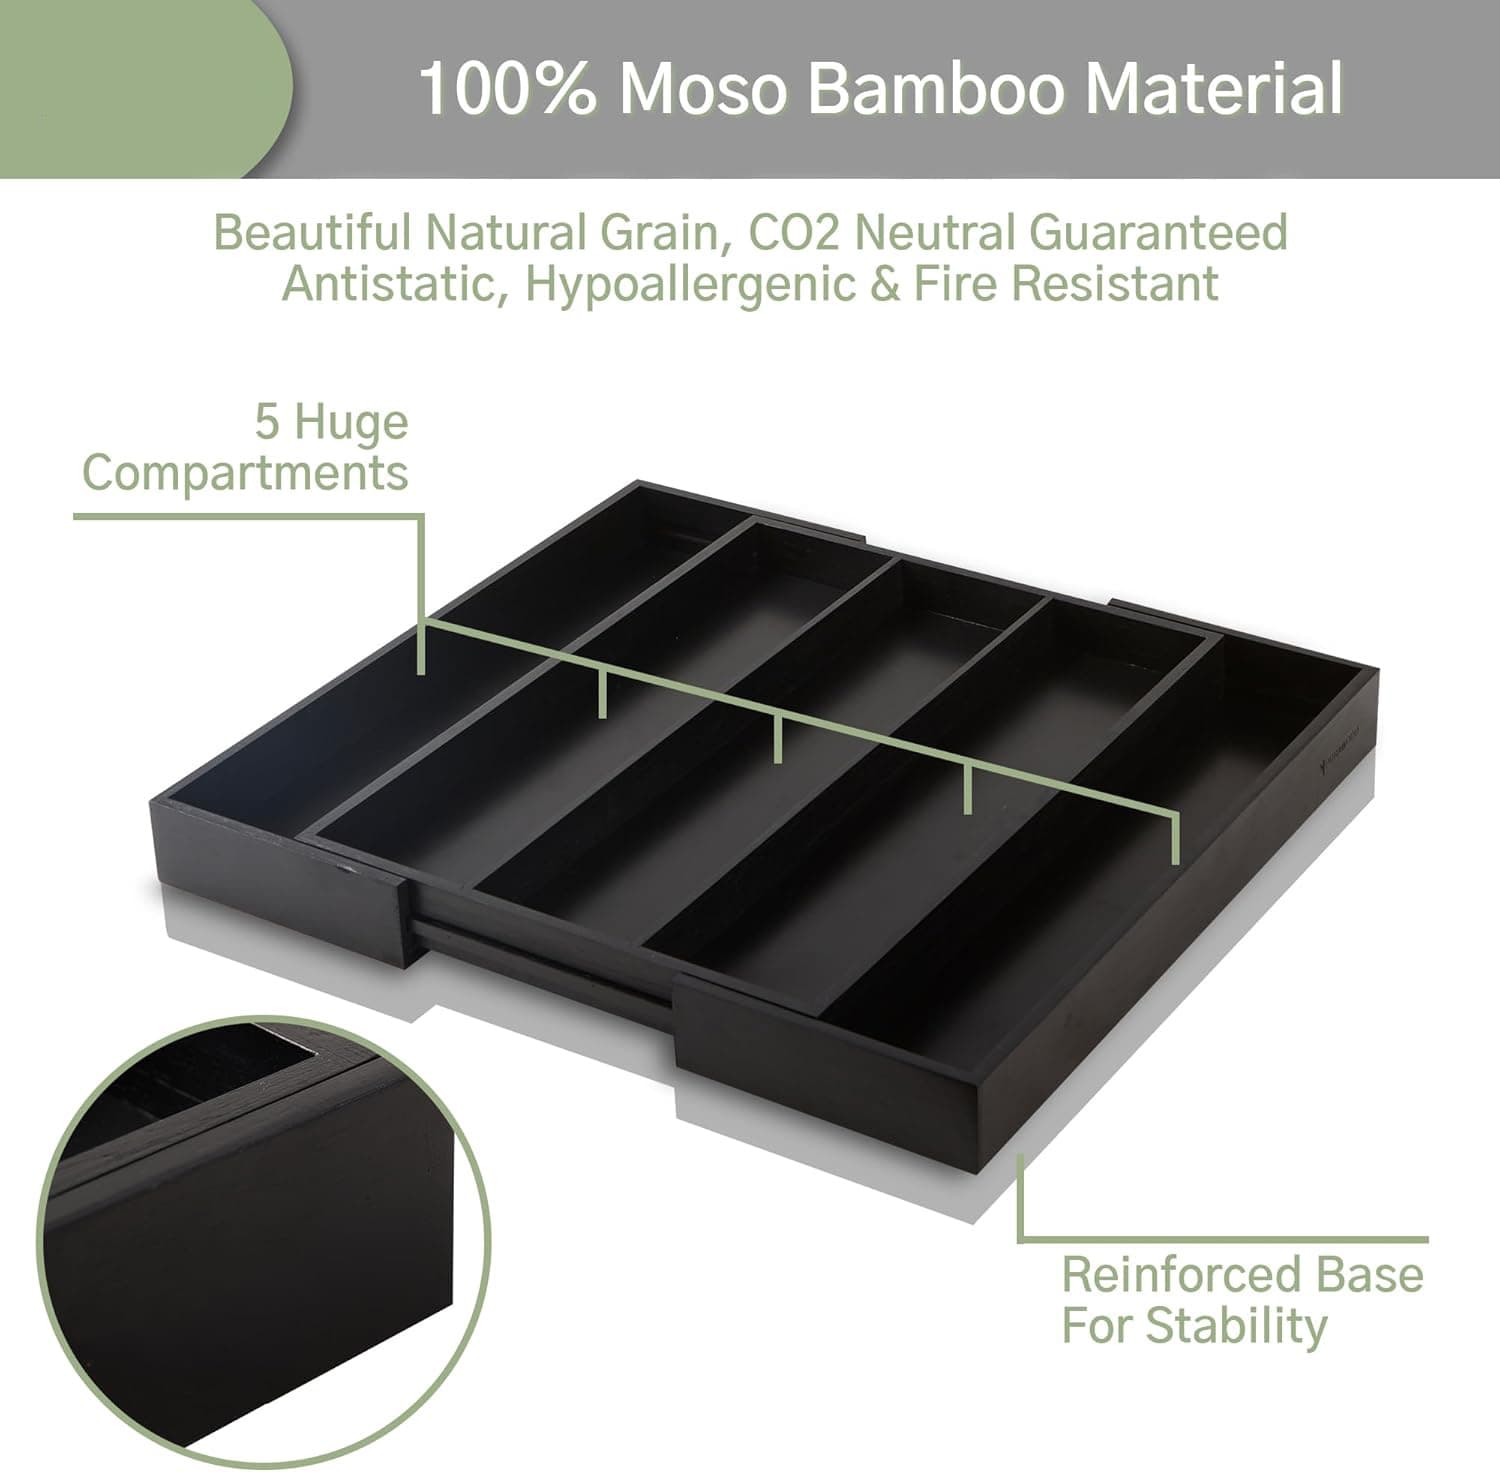 100% Moso Bamboo Material
Beautiful Natural Grain, CO2 Neutral Guaranteed
Antistatic, Hypoallergenic & Fire Resistant
5 Huge
Compartments
Reinforced Base
For Stability